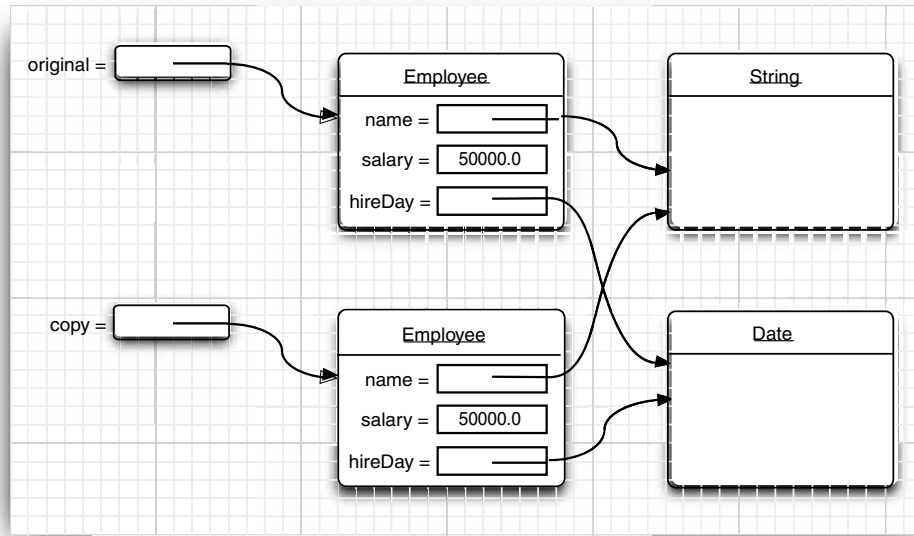 original =
Employee
name =
salary = 50000.0
hireDay =
String
copy =
Employee
name =
salary = 50000.0
hireDay =
Date